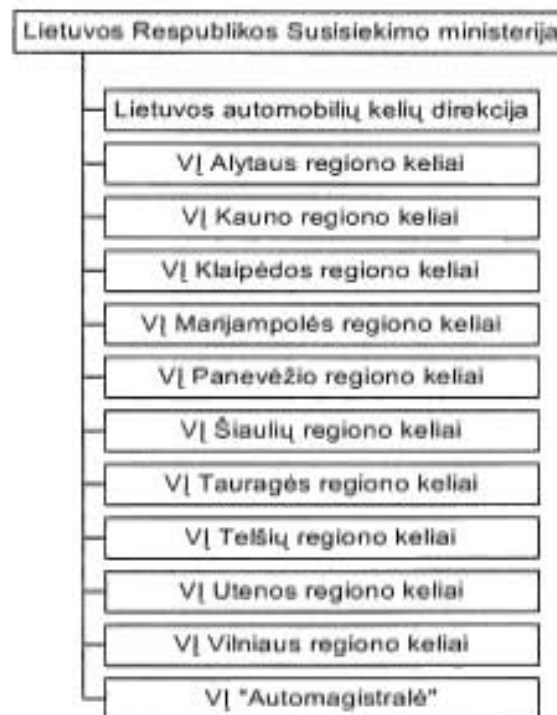 Lietuvos Respublikos Susisiekimo ministerija
Lietuvos automobilių kelių direkcija
VĮ Alytaus regiono keliai
VĮ Kauno regiono keliai
VĮ Klaipėdos regiono keliai
VĮ Marijampolės regiono keliai
VĮ Panevėžio regiono keliai
VĮ Šiaulių regiono keliai
VĮ Tauragės regiono keliai
VĮ Telšių regiono keliai
VĮ Utenos regiono keliai
VĮ Vilniaus regiono keliai
VĮ "Automagistralė"